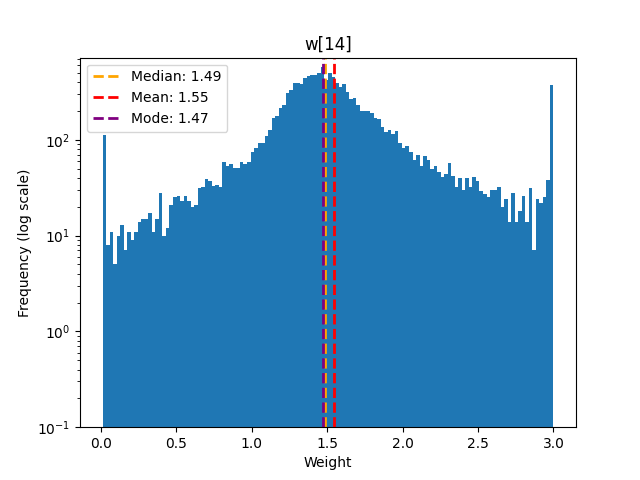 w[14]
Median: 1.49
Mean: 1.55
Mode: 1.47
Frequency (log scale)
10²
10¹
10⁰
10⁻¹
0.0 0.5 1.0 1.5 2.0 2.5 3.0
Weight